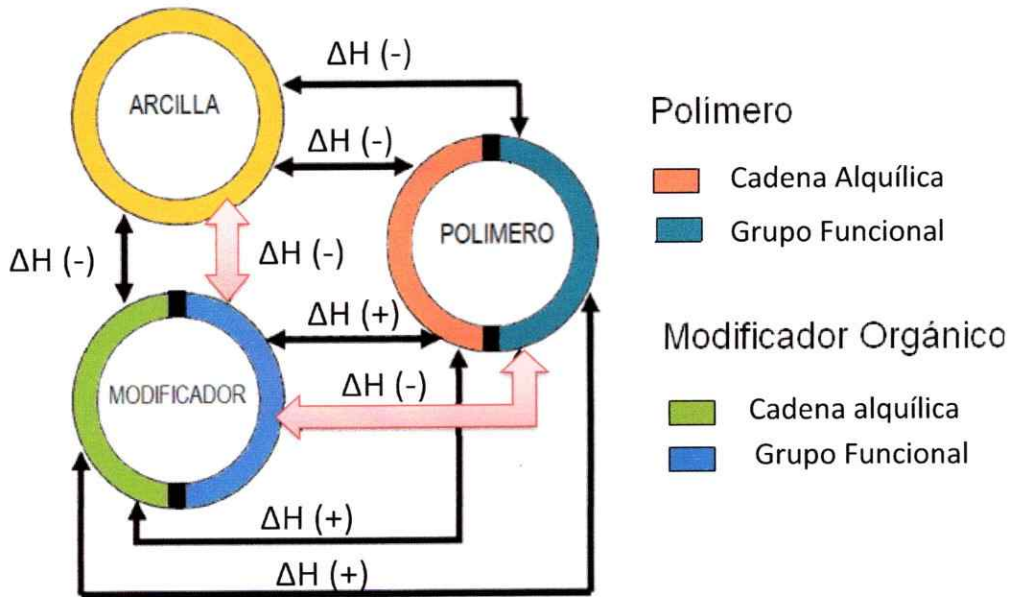 ΔH (-)
ARCILLA
ΔH (-)
POLIMERO
ΔH (-)
ΔH (-)
ΔH (+)
MODIFICADOR
ΔH (-)
ΔH (+)
ΔH (+)
Polímero
Cadena Alquílica
Grupo Funcional
Modificador Orgánico
Cadena alquílica
Grupo Funcional